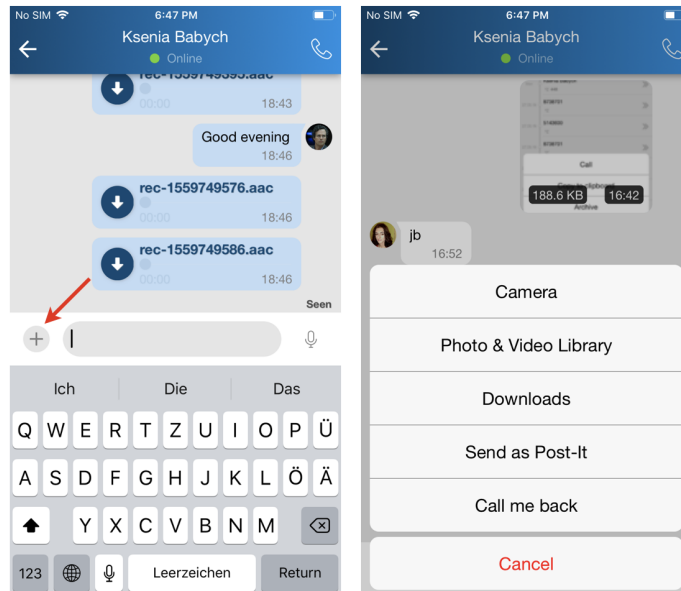 No SIM 6:47 PM
Ksenia Babych
Online
rec-1559749395.aac
00:00 18:43
Good evening
18:46
rec-1559749576.aac
00:00 18:46
rec-1559749586.aac
00:00 18:46
Seen
Ich Die Das
Q W E R T Z U I O P Ü
A S D F G H J K L Ö Ä
Y X C V B N M
123 Leerzeichen Return
No SIM 6:47 PM
Ksenia Babych
Online
Call
Copy to clipboard
188.6 KB 16:42
Archive
jb
16:52
Camera
Photo & Video Library
Downloads
Send as Post-It
Call me back
Cancel